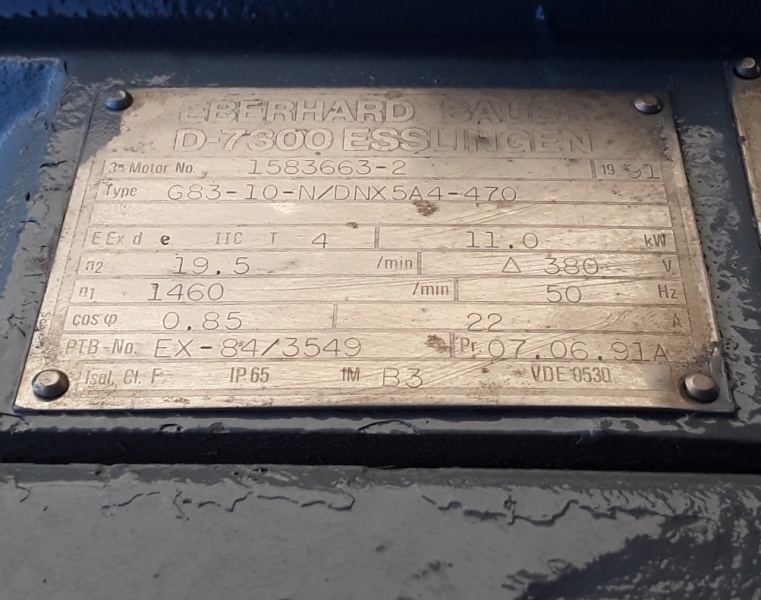 EBERHARD BAUER
D-7300 ESSLINGEN
3~ Motor No. 1583663-2 19 91
Type G83-10-N/DNX5A4-470
EEx d e IIC T 4 11.0 kW
n2 19.5 /min △ 380 V
n1 1460 /min 50 Hz
cos φ 0.85 22 A
PTB-No. EX-84/3549 Pr. 07.06.91A
Isol. Cl. F IP 65 IM B3 VDE 0530